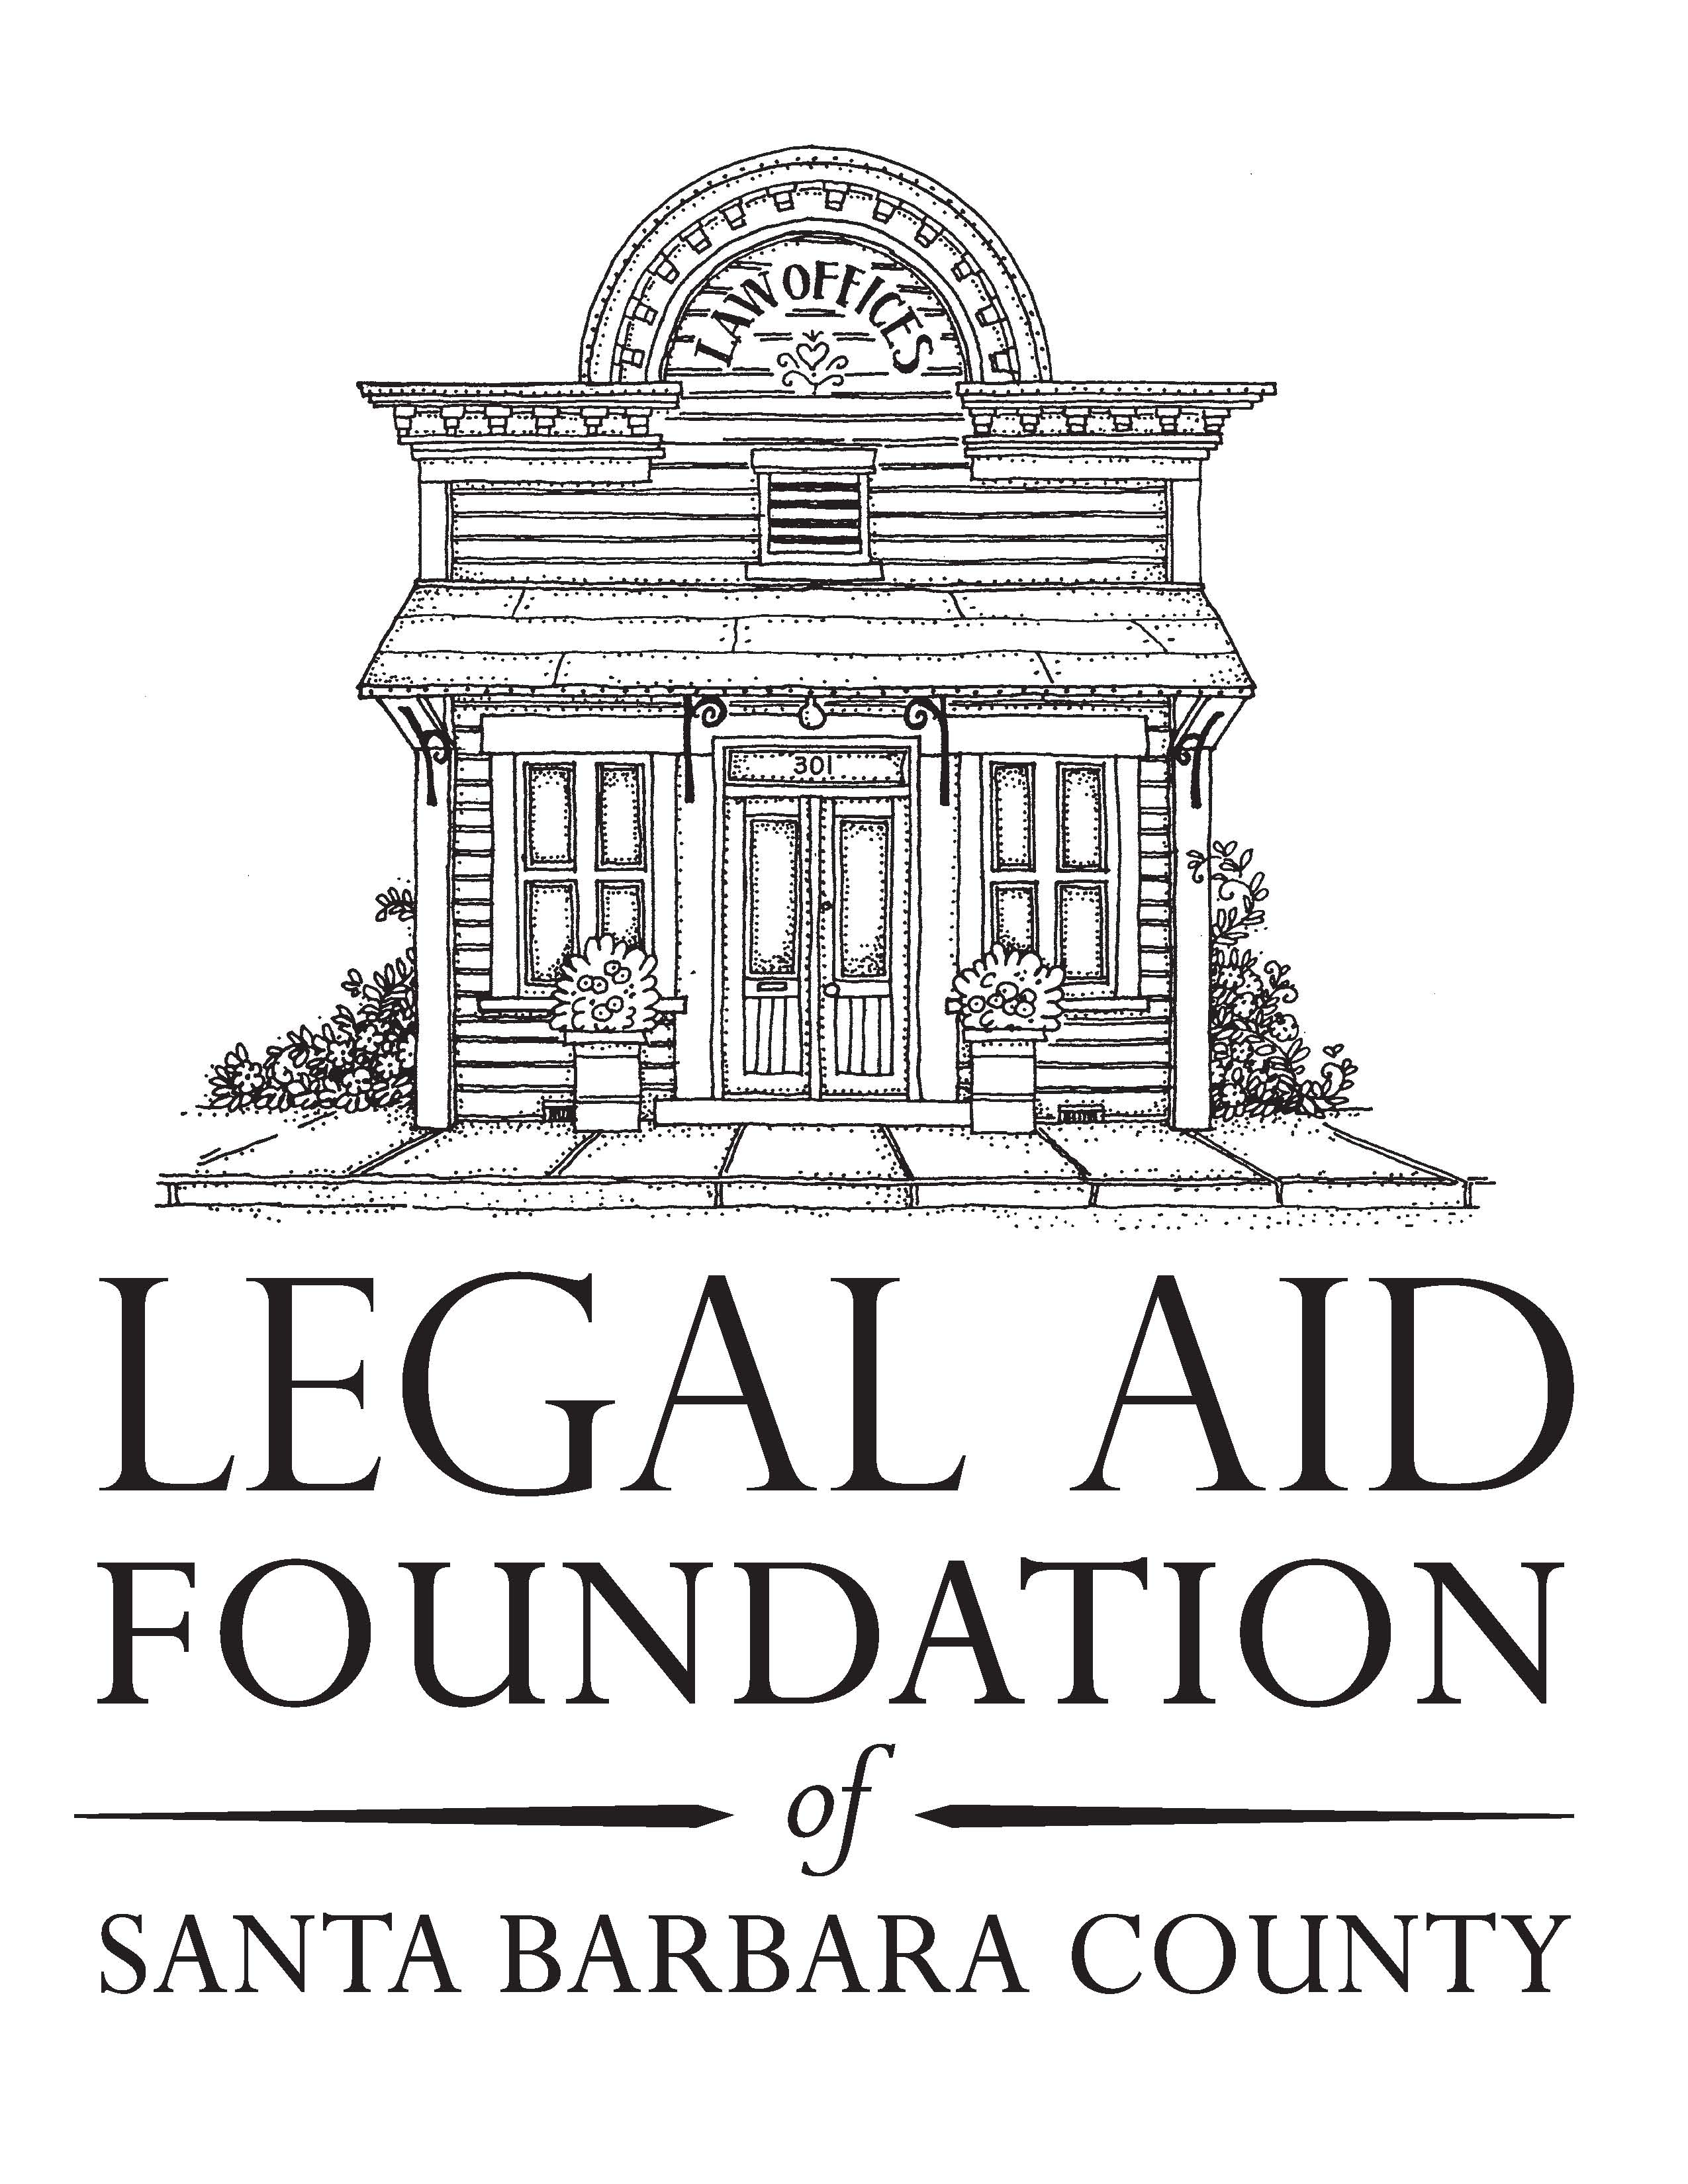 LAW OFFICES
301
LEGAL AID
FOUNDATION
of
SANTA BARBARA COUNTY